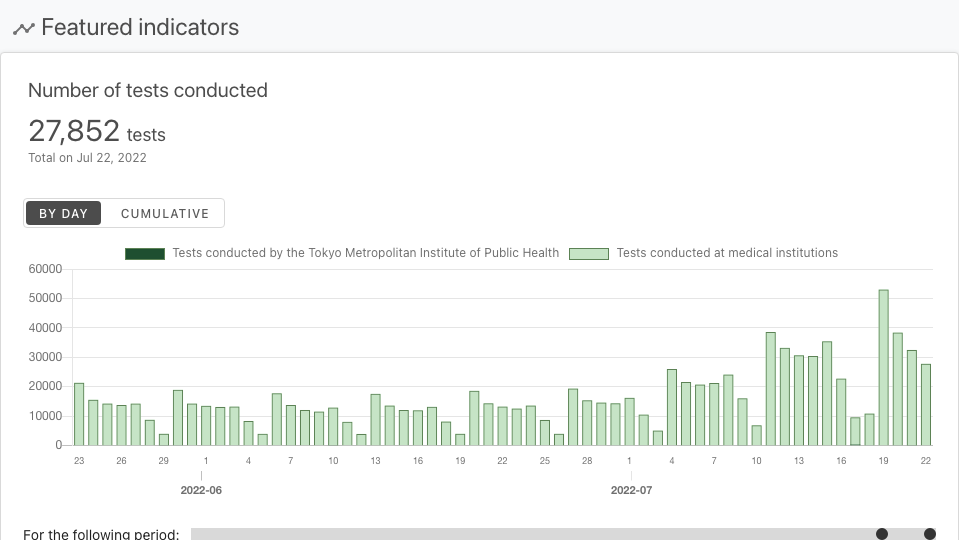 Featured indicators
Number of tests conducted
27,852 tests
Total on Jul 22, 2022
BY DAY CUMULATIVE
Tests conducted by the Tokyo Metropolitan Institute of Public Health Tests conducted at medical institutions
60000
50000
40000
30000
20000
10000
0
23 26 29 1 4 7 10 13 16 19 22 25 28 1 4 7 10 13 16 19 22
2022-06 2022-07
For the following period: